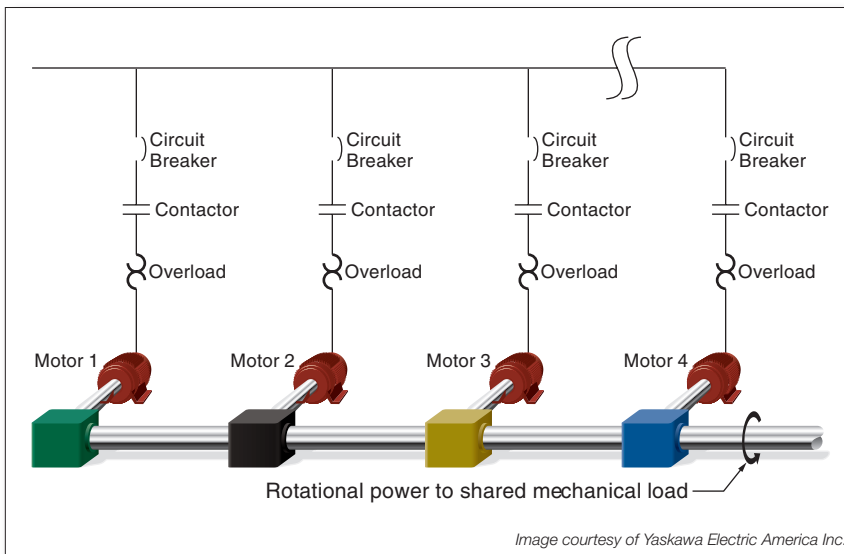 Circuit
Breaker
Circuit
Breaker
Circuit
Breaker
Circuit
Breaker
Contactor
Contactor
Contactor
Contactor
Overload
Overload
Overload
Overload
Motor 1
Motor 2
Motor 3
Motor 4
Rotational power to shared mechanical load
Image courtesy of Yaskawa Electric America Inc.